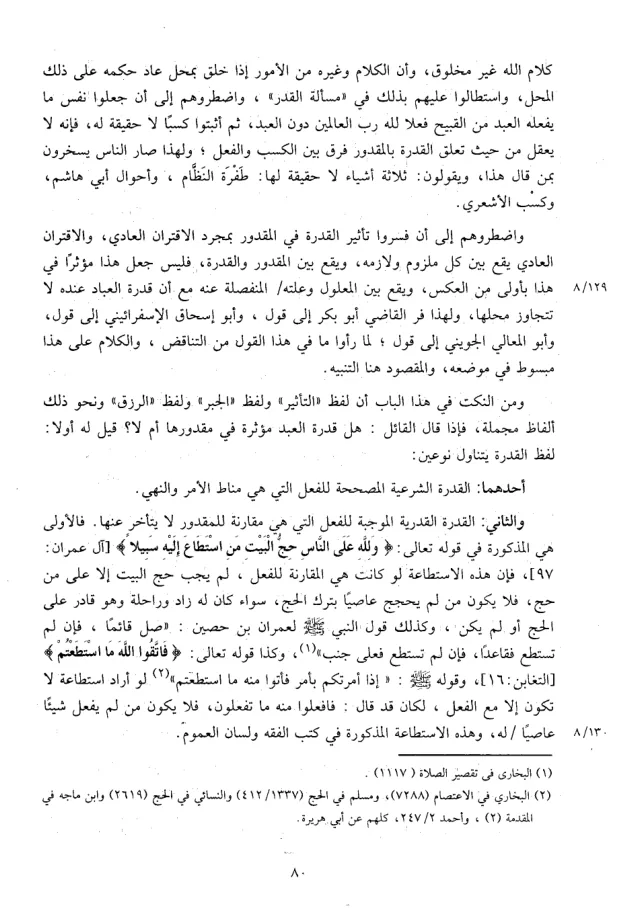 كلام الله غير مخلوق، وأن الكلام وغيره من الأمور إذا خلق بمحل عاد حكمه على ذلك
المحل، واستطالوا عليهم بذلك في «مسألة القدر» ، واضطروهم إلى أن جعلوا نفس ما
يفعله العبد من القبيح فعلا لله رب العالمين دون العبد، ثم أثبتوا كسبًا لا حقيقة له، فإنه لا
يعقل من حيث تعلق القدرة بالمقدور فرق بين الكسب والفعل ؛ ولهذا صار الناس يسخرون
بمن قال هذا، ويقولون: ثلاثة أشياء لا حقيقة لها: طَفْرَة النَظَّام ، وأحوال أبي هاشم،
وكسْب الأشعري.
واضطروهم إلى أن فسروا تأثير القدرة في المقدور بمجرد الاقتران العادي، والاقتران
العادي يقع بين كل ملزوم ولازمه، ويقع بين المقدور والقدرة، فليس جعل هذا مؤثرًا في
هذا بأولى من العكس، ويقع بين المعلول وعلته/ المنفصلة عنه مع أن قدرة العباد عنده لا
٨/١٢٩
تتجاوز محلها، ولهذا فر القاضي أبو بكر إلى قول ، وأبو إسحاق الإسفرائيني إلى قول،
وأبو المعالي الجويني إلى قول ؛ لما رأوا ما في هذا القول من التناقض ، والكلام على هذا
مبسوط في موضعه، والمقصود هنا التنبيه.
ومن النكت في هذا الباب أن لفظ «التأثير» ولفظ «الجبر» ولفظ «الرزق» ونحو ذلك
ألفاظ مجملة، فإذا قال القائل : هل قدرة العبد مؤثرة في مقدورها أم لا؟ قيل له أولا:
لفظ القدرة يتناول نوعين:
أحدهما: القدرة الشرعية المصححة للفعل التي هي مناط الأمر والنهي.
والثاني: القدرة القدرية الموجبة للفعل التي هي مقارنة للمقدور لا يتأخر عنها. فالأولى
هي المذكورة في قوله تعالى:﴿ وَلِلَّهِ عَلَى النَّاسِ حِجُّ الْبَيْتِ مَنِ اسْتَطَاعَ إِلَيْهِ سَبِيلاً ﴾ [آل عمران:
٩٧]، فإن هذه الاستطاعة لو كانت هي المقارنة للفعل ، لم يجب حج البيت إلا على من
حج، فلا يكون من لم يحجج عاصيًا بترك الحج، سواء كان له زاد وراحلة وهو قادر على
الحج أو لم يكن ، وكذلك قول النبي ﷺ لعمران بن حصين : «صل قائمًا ، فإن لم
تستطع فقاعدًا، فإن لم تستطع فعلى جنب»(١)، وكذا قوله تعالى: ﴿ فَاتَّقُوا اللَّهَ مَا اسْتَطَعْتُمْ ﴾
[التغابن:١٦]، وقوله ﷺ : « إذا أمرتكم بأمر فأتوا منه ما استطعتم»(٢) لو أراد استطاعة لا
تكون إلا مع الفعل ، لكان قد قال : فافعلوا منه ما تفعلون، فلا يكون من لم يفعل شيئًا
عاصيًا /له، وهذه الاستطاعة المذكورة في كتب الفقه ولسان العموم.
٨/١٣٠
(١) البخارى فى تقصير الصلاة ( ١١١٧) .
(٢) البخاري في الاعتصام (٧٢٨٨)، ومسلم في الحج (٤١٢/١٣٣٧) والنسائي في الحج (٢٦١٩) وابن ماجه في
المقدمة (٢) ، وأحمد ٢٤٧/٢، كلهم عن أبي هريرة.
٨٠